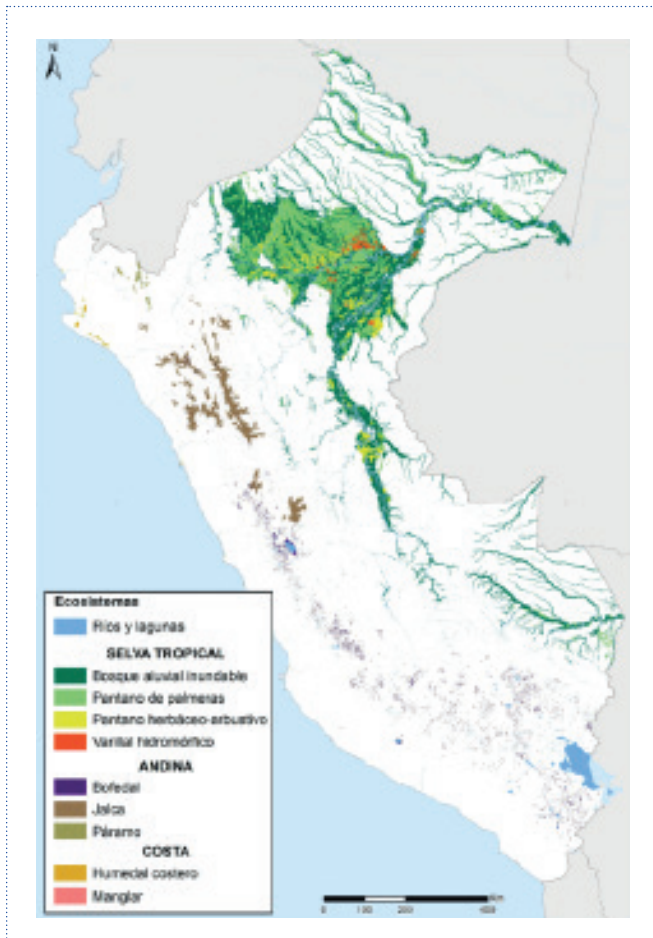 N
Ecosistemas
Ríos y lagunas
SELVA TROPICAL
Bosque aluvial inundable
Pantano de palmeras
Pantano herbáceo-arbustivo
Varillal hidromórfico
ANDINA
Bofedal
Jalca
Páramo
COSTA
Humedal costero
Manglar
Km
0 100 200 400